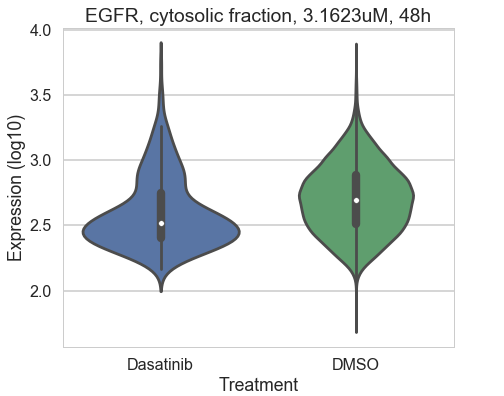 EGFR, cytosolic fraction, 3.1623uM, 48h
4.0
3.5
3.0
2.5
2.0
Expression (log10)
Dasatinib
DMSO
Treatment